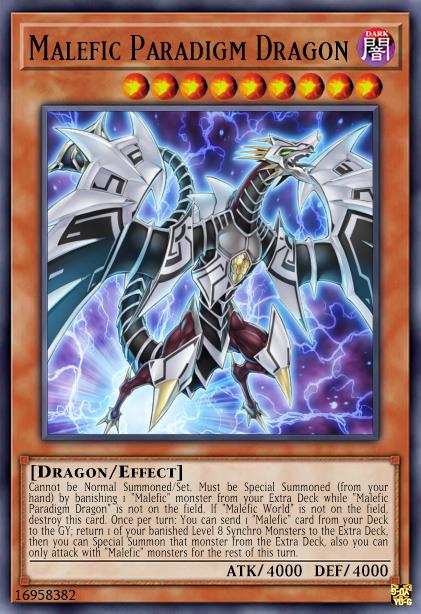 MALEFIC PARADIGM DRAGON
DARK
闇
[DRAGON/EFFECT]
Cannot be Normal Summoned/Set. Must be Special Summoned (from your
hand) by banishing 1 "Malefic" monster from your Extra Deck while "Malefic
Paradigm Dragon" is not on the field. If "Malefic World" is not on the field,
destroy this card. Once per turn: You can send 1 "Malefic" card from your Deck
to the GY; return 1 of your banished Level 8 Synchro Monsters to the Extra Deck,
then you can Special Summon that monster from the Extra Deck, also you can
only attack with "Malefic" monsters for the rest of this turn.
ATK/4000 DEF/4000
16958382